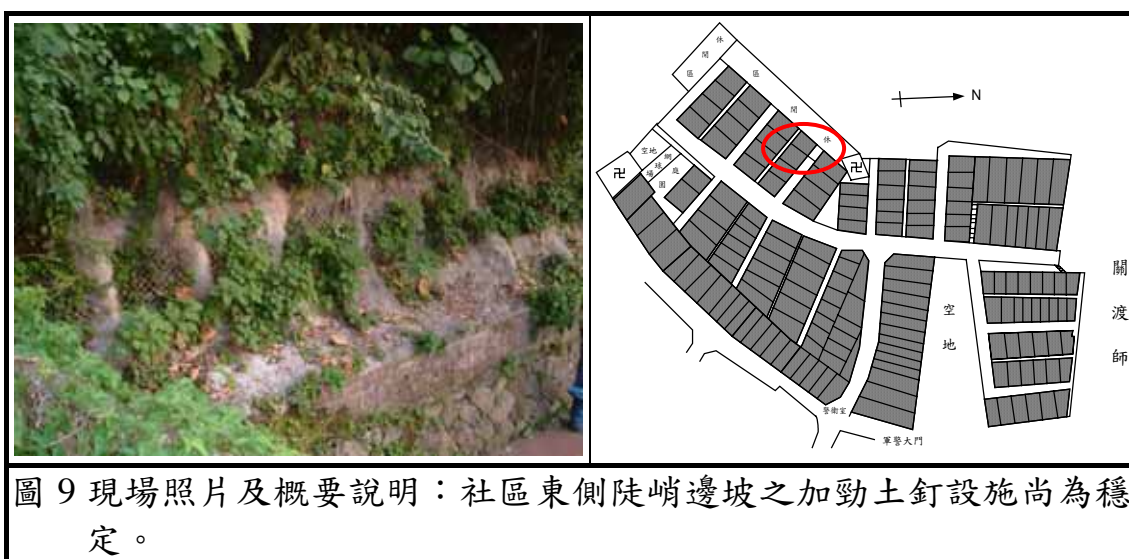 休
閒
區
區
閒
休
N
卍
空地
網
球
場
庭
園
卍
關
渡
師
空
地
警衛室
軍警大門
圖 9 現場照片及概要說明：社區東側陡峭邊坡之加勁土釘設施尚為穩
定。